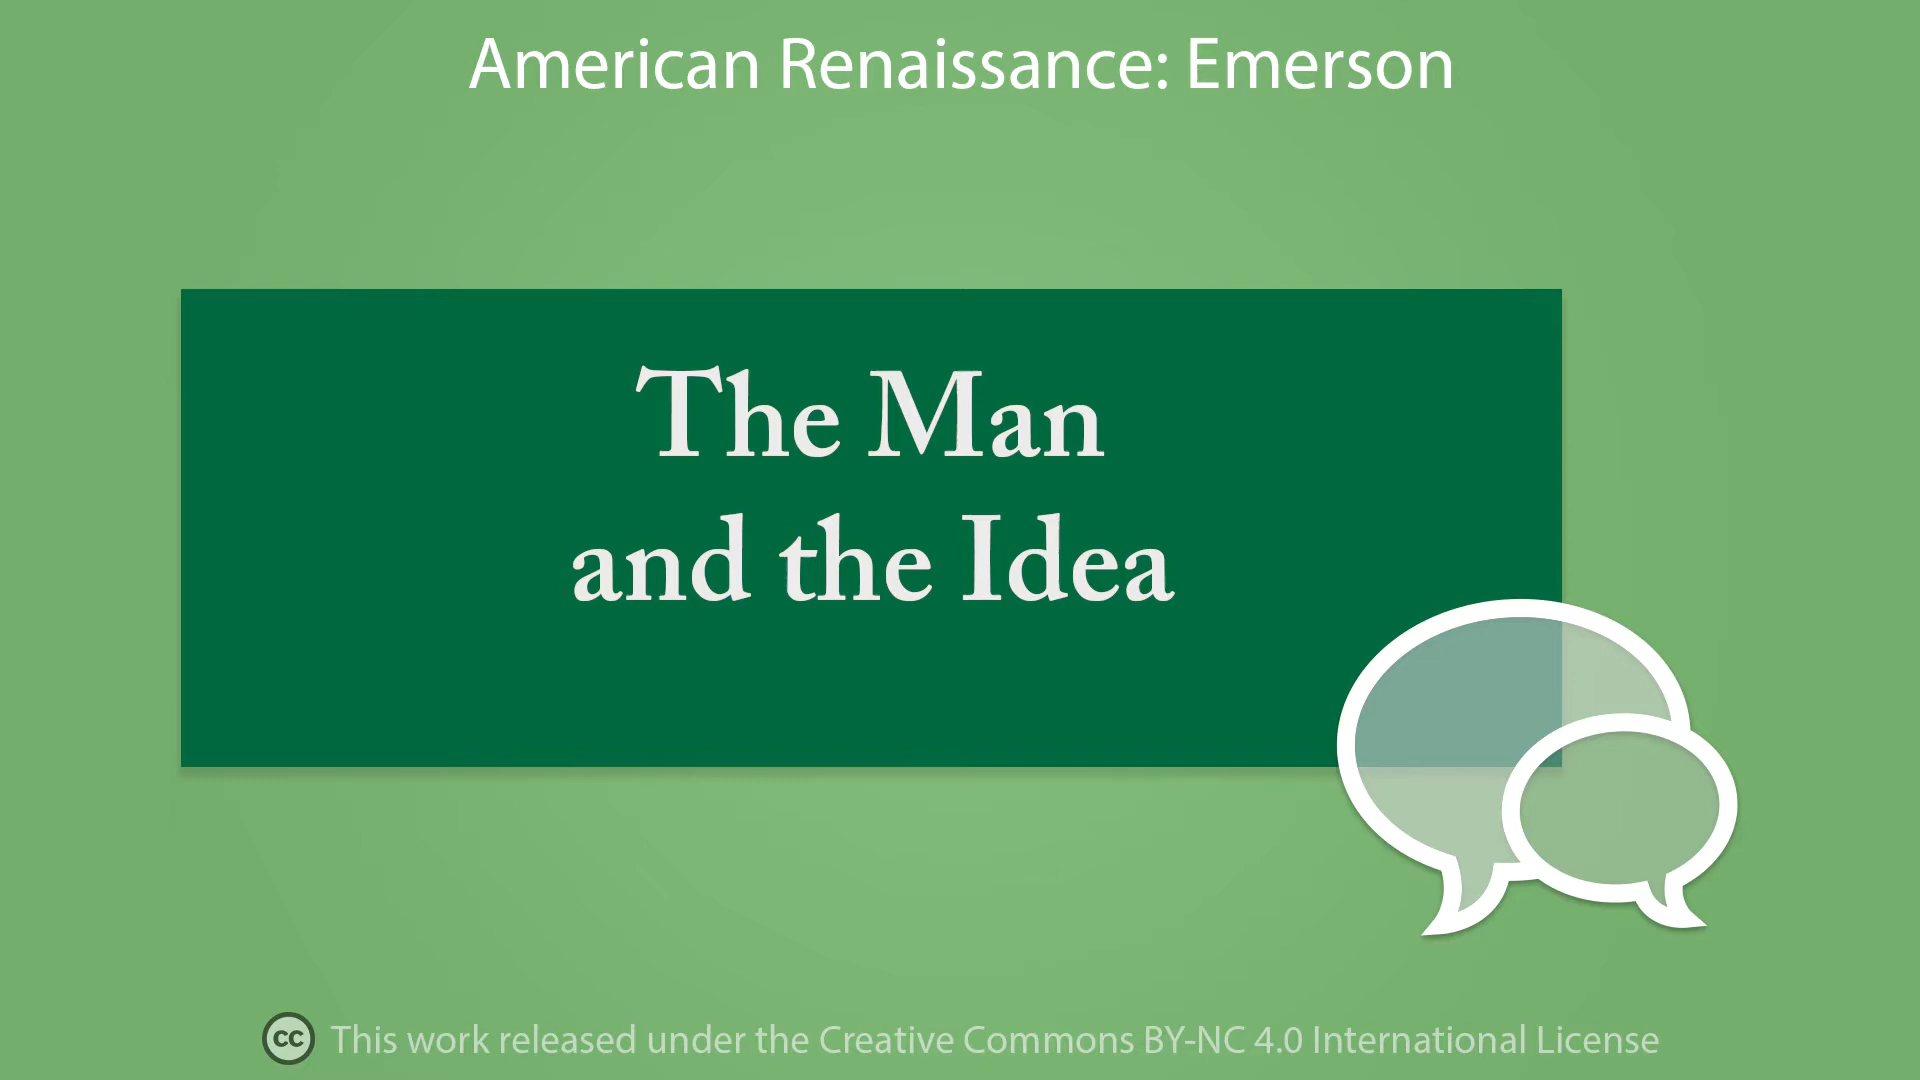 American Renaissance: Emerson
The Man
and the Idea
cc This work released under the Creative Commons BY-NC 4.0 International License